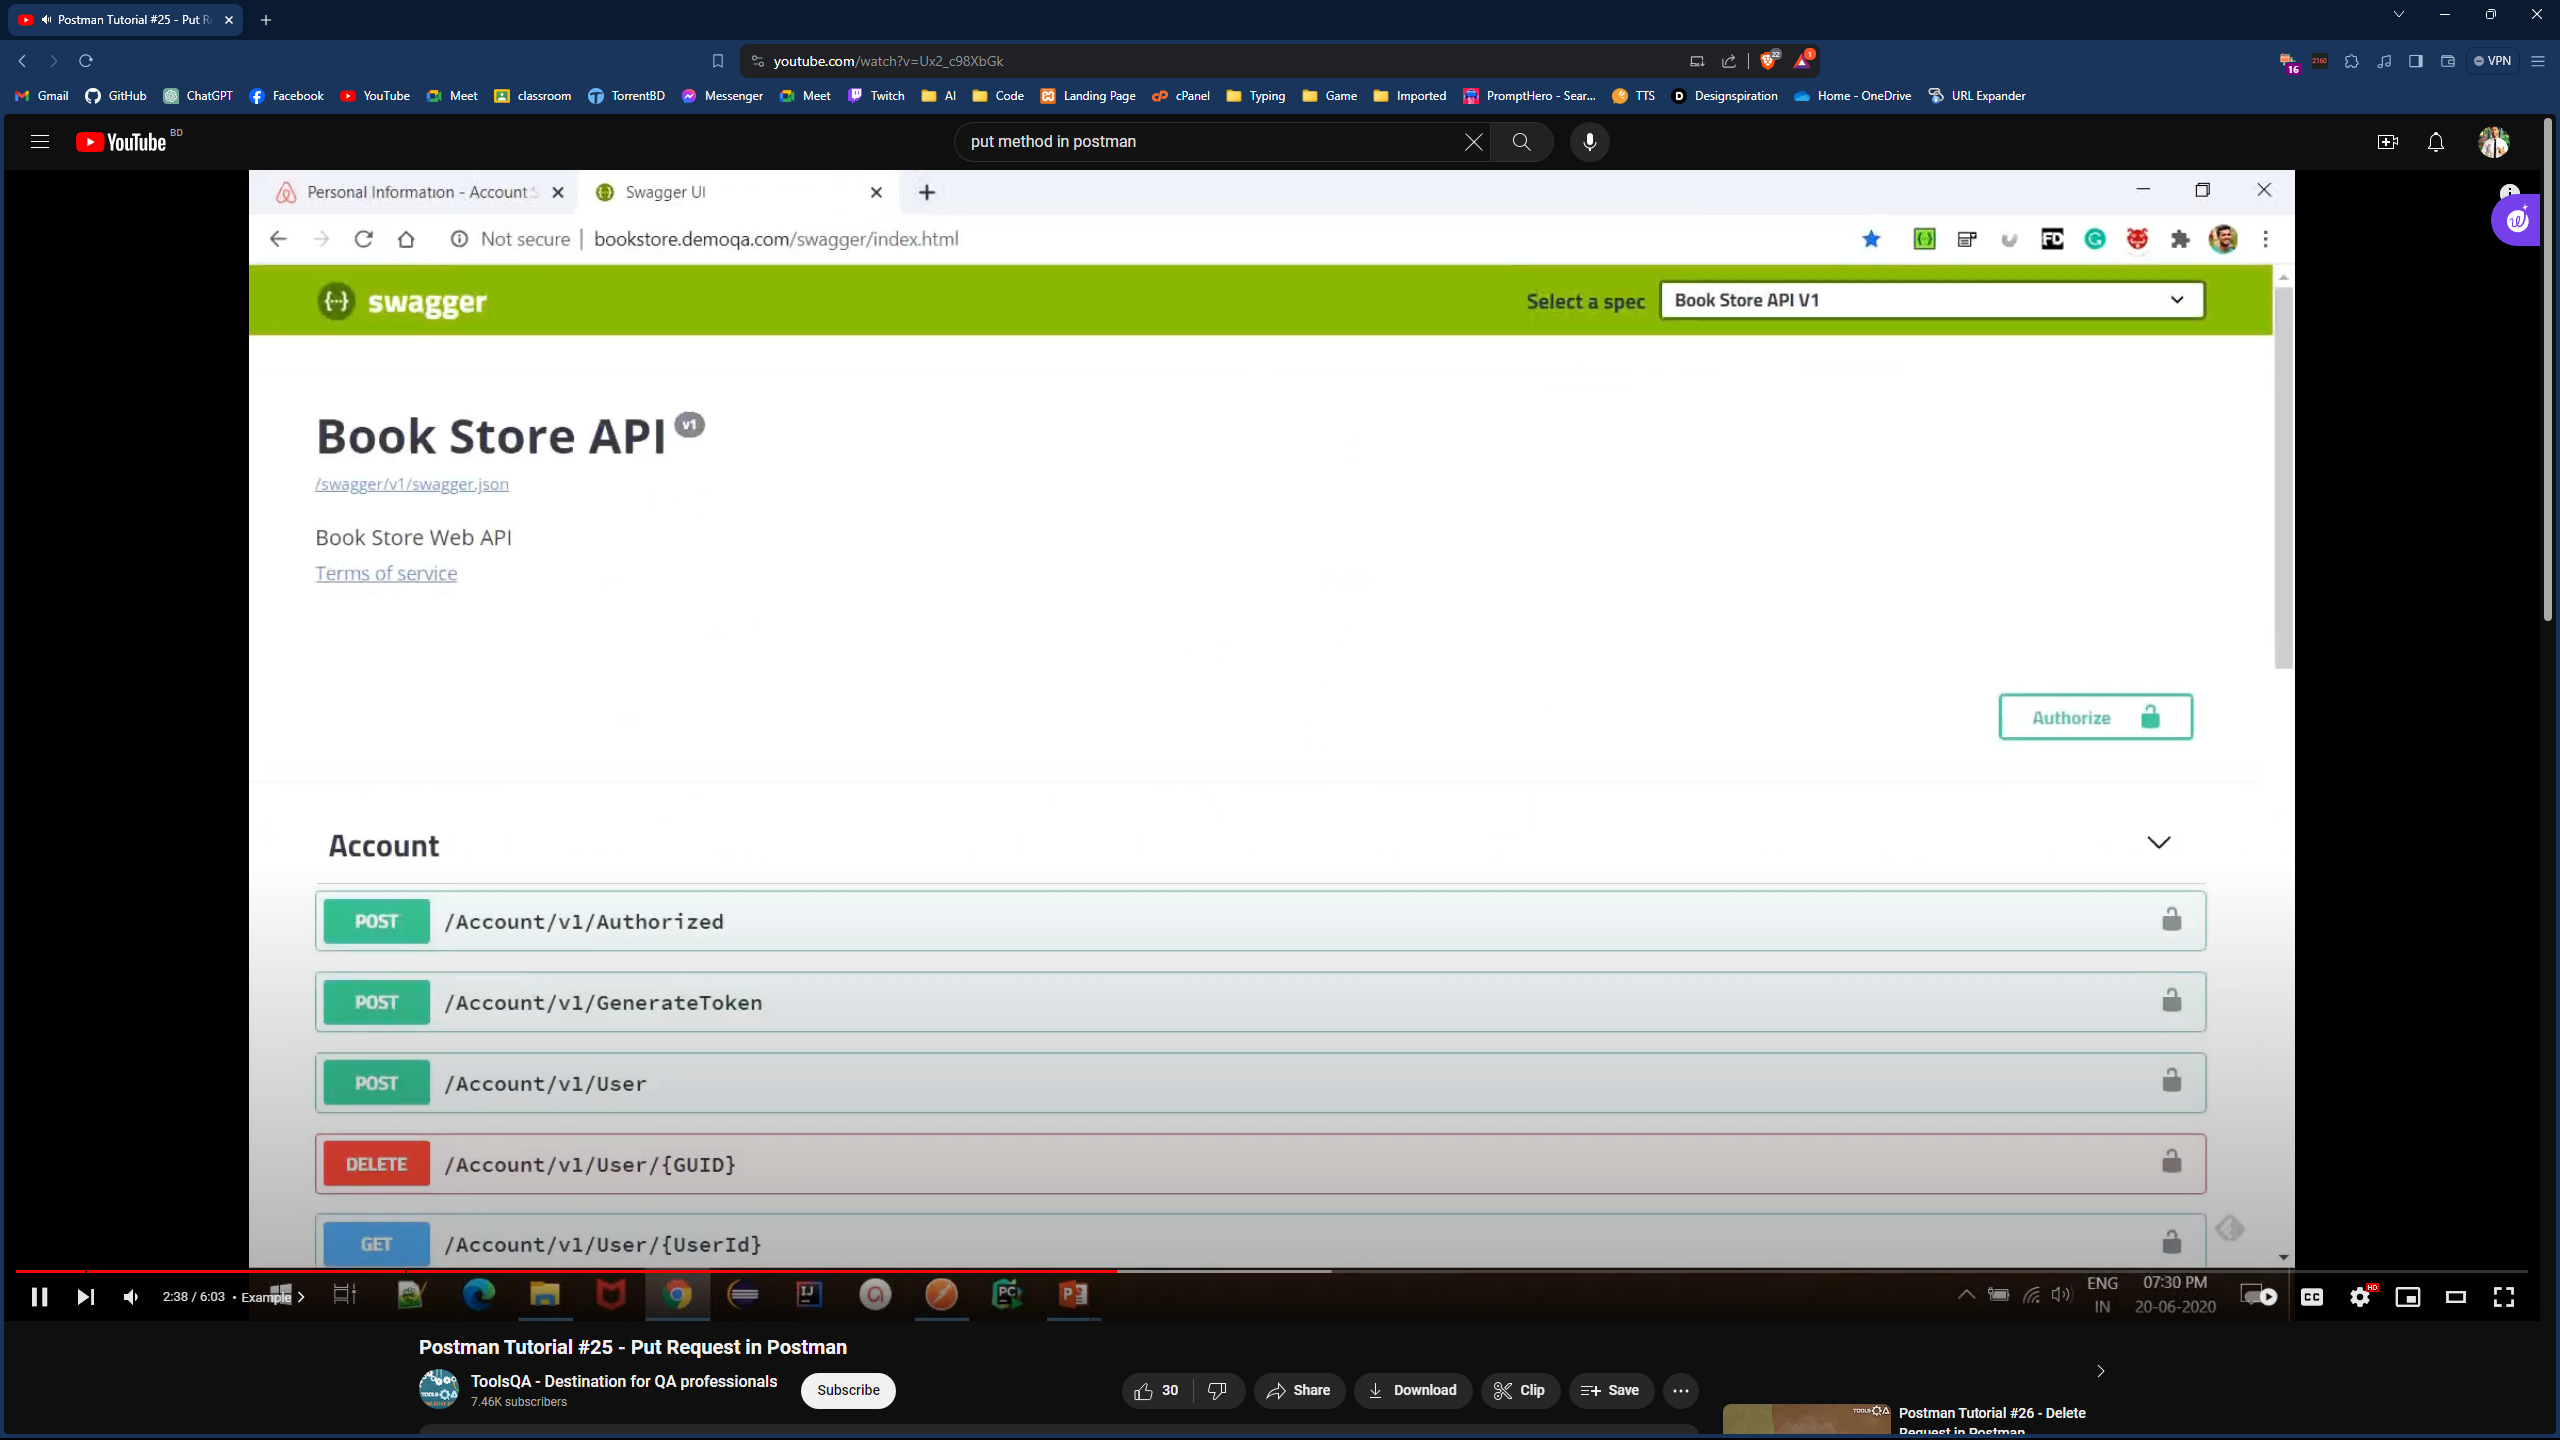 Postman Tutorial #25 - Put R
youtube.com/watch?v=Ux2_c98XbGk
22
1
16
2160
VPN
Gmail GitHub ChatGPT Facebook YouTube Meet classroom TorrentBD Messenger Meet Twitch AI Code Landing Page cPanel Typing Game Imported PromptHero - Sear... TTS Designspiration Home - OneDrive URL Expander
YouTube BD
put method in postman
Personal Information - Account S
Swagger UI
Not secure | bookstore.demoqa.com/swagger/index.html
FD
swagger
Select a spec Book Store API V1
Book Store API v1
/swagger/v1/swagger.json
Book Store Web API
Terms of service
Authorize
Account
POST /Account/v1/Authorized
POST /Account/v1/GenerateToken
POST /Account/v1/User
DELETE /Account/v1/User/{GUID}
GET /Account/v1/User/{UserId}
2:38 / 6:03 • Example
ENG
IN
07:30 PM
20-06-2020
CC
HD
Postman Tutorial #25 - Put Request in Postman
ToolsQA - Destination for QA professionals
7.46K subscribers
Subscribe
30
Share
Download
Clip
Save
Postman Tutorial #26 - Delete
Request in Postman